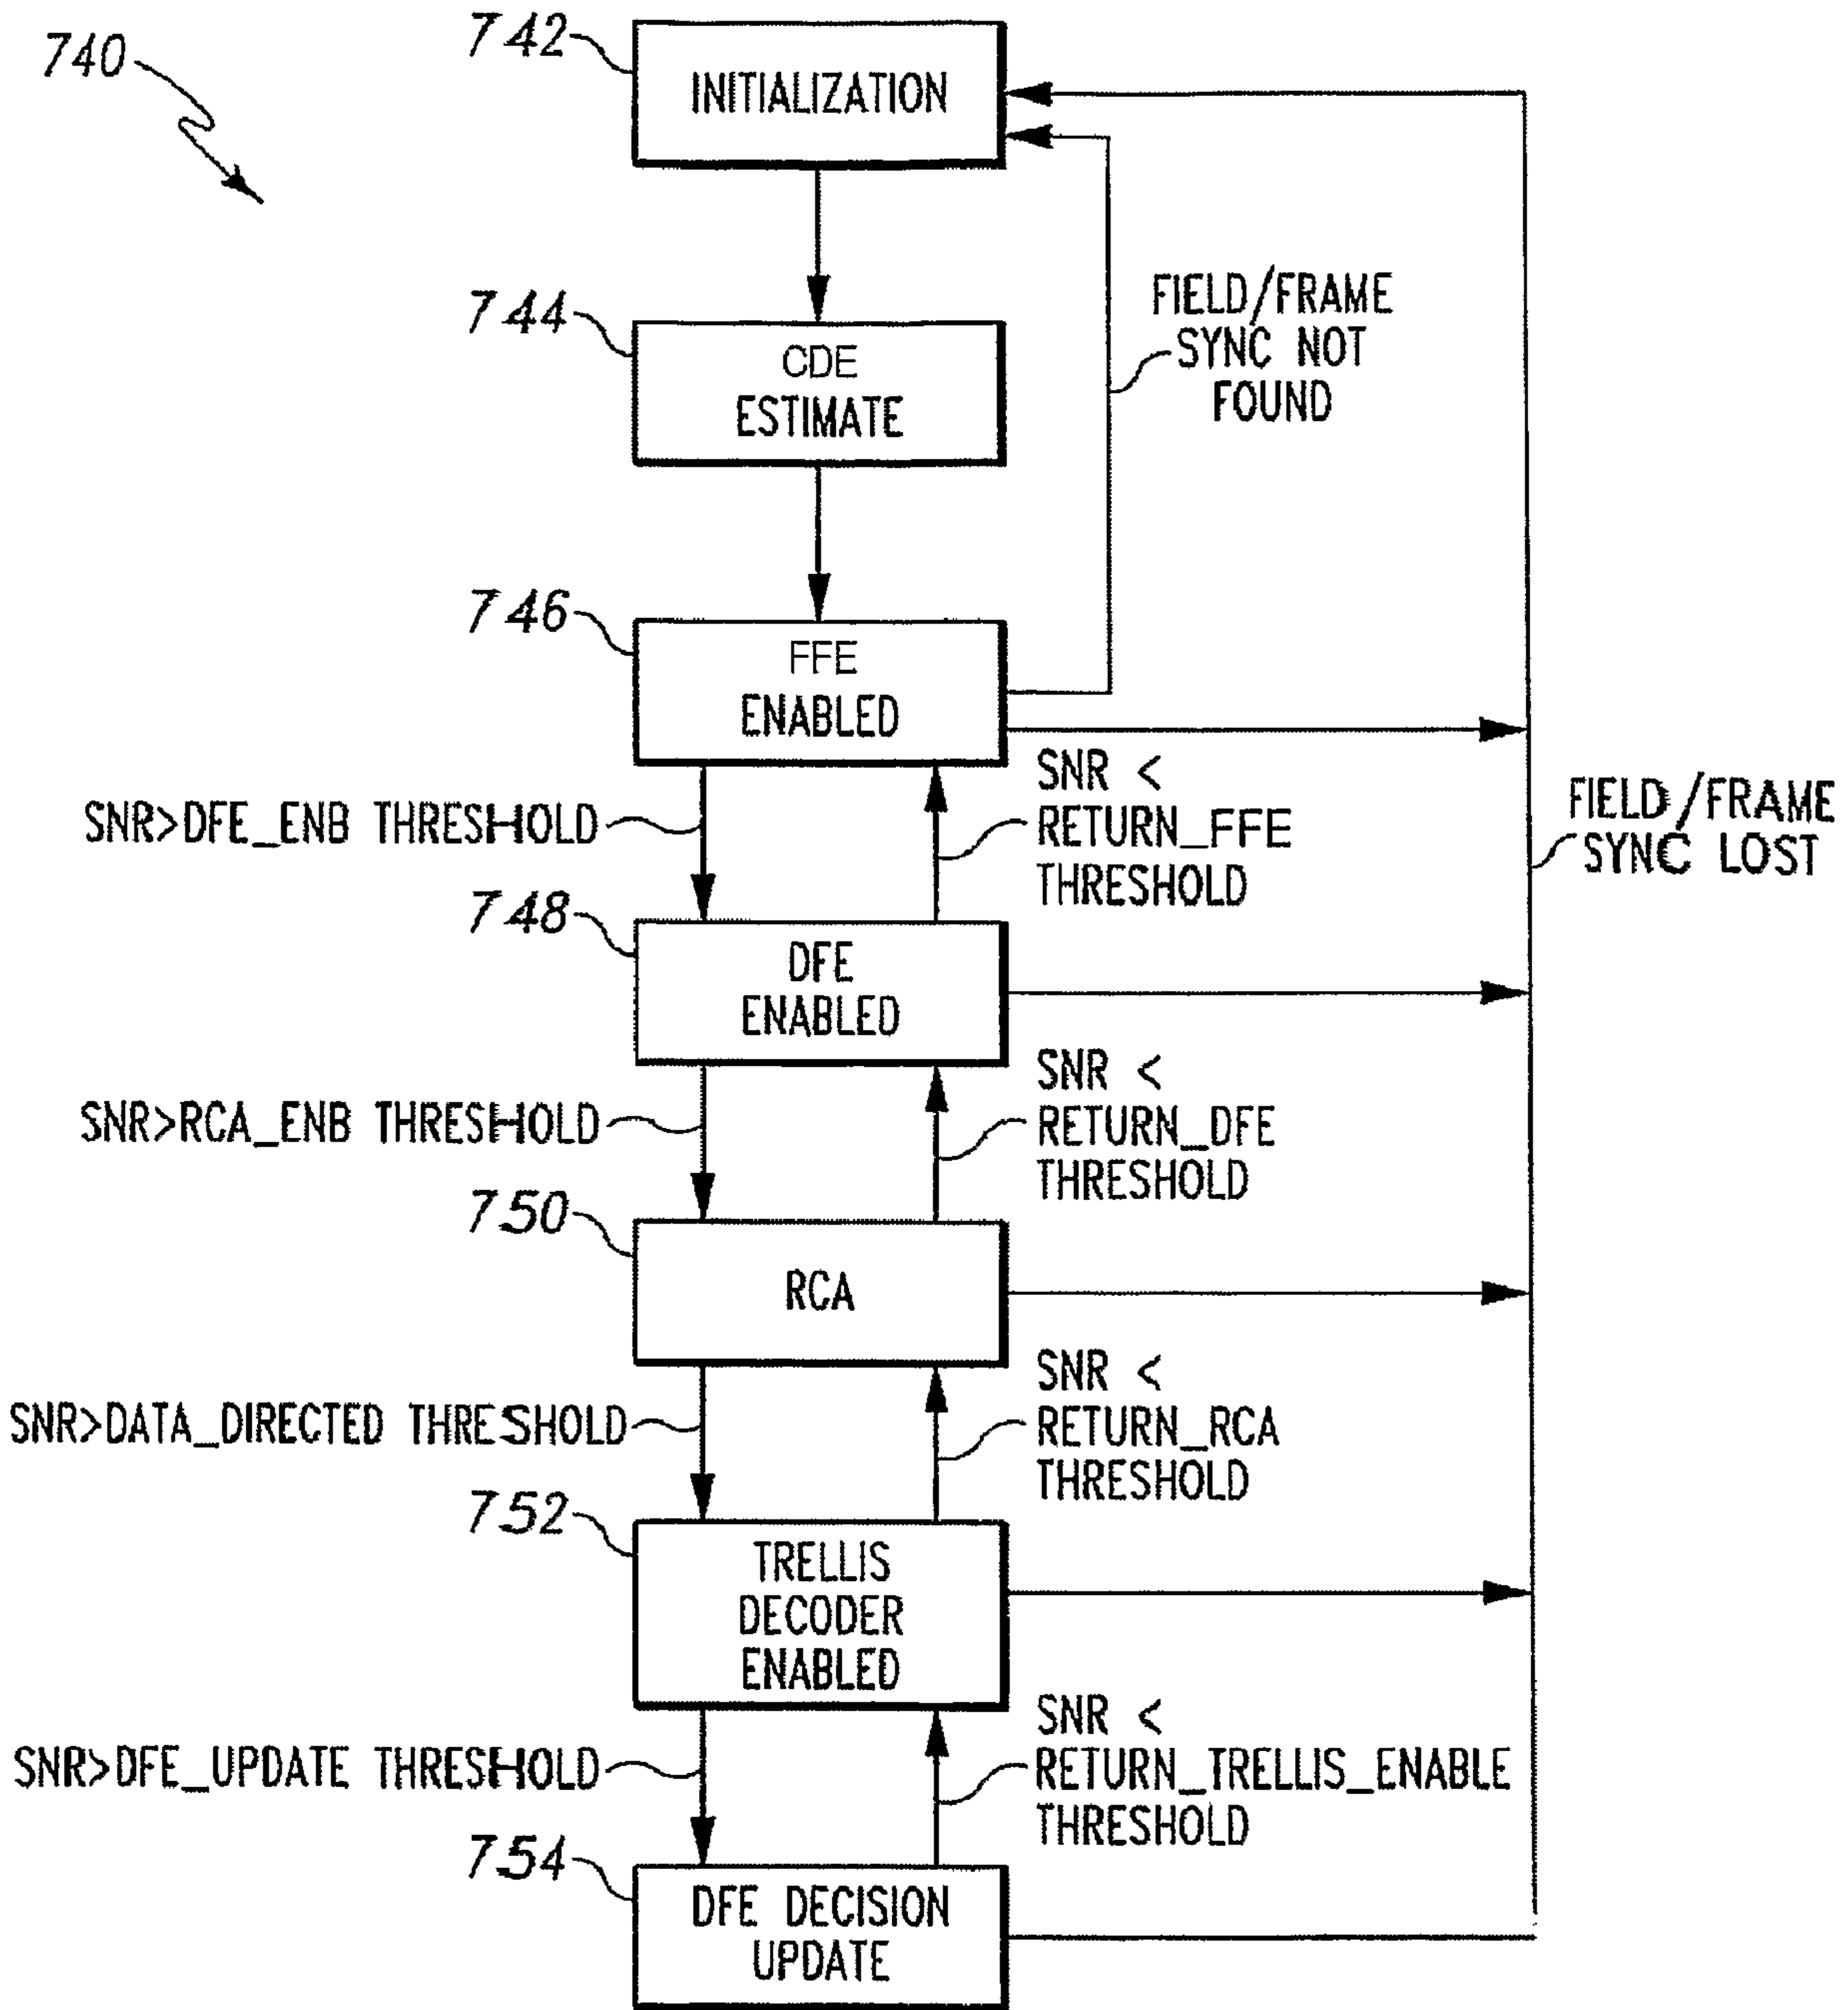 740
742
INITIALIZATION
744
CDE
ESTIMATE
FIELD/FRAME
SYNC NOT
FOUND
746
FFE
ENABLED
SNR>DFE_ENB THRESHOLD
SNR <
RETURN_FFE
THRESHOLD
FIELD/FRAME
SYNC LOST
748
DFE
ENABLED
SNR>RCA_ENB THRESHOLD
SNR <
RETURN_DFE
THRESHOLD
750
RCA
SNR>DATA_DIRECTED THRESHOLD
SNR <
RETURN_RCA
THRESHOLD
752
TRELLIS
DECODER
ENABLED
SNR>DFE_UPDATE THRESHOLD
SNR <
RETURN_TRELLIS_ENABLE
THRESHOLD
754
DFE DECISION
UPDATE